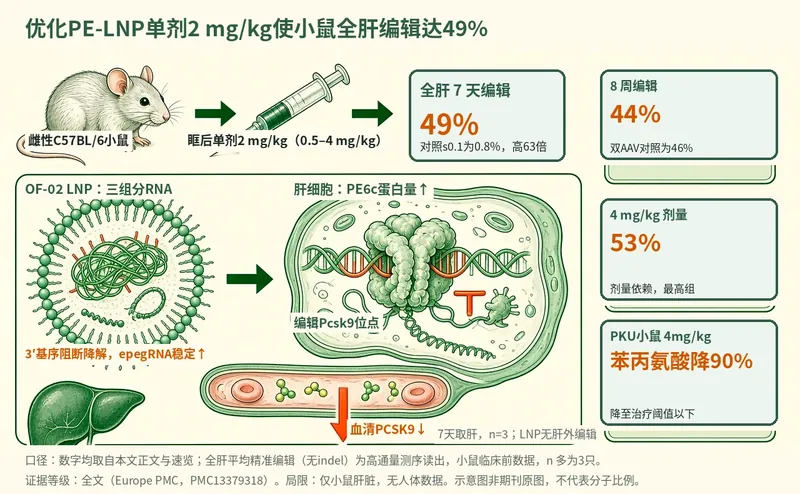 优化PE-LNP单剂2 mg/kg使小鼠全肝编辑达49%
雌性C57BL/6小鼠
眶后单剂2 mg/kg（0.5–4 mg/kg）
全肝 7 天编辑
49%
对照s0.1为0.8%，高63倍
8 周编辑
44%
双AAV对照为46%
OF-02 LNP：三组分RNA
3′基序阻断降解，epegRNA稳定↑
肝细胞：PE6c蛋白量↑
编辑Pcsk9位点
血清PCSK9↓
7天取肝，n=3；LNP无肝外编辑
4 mg/kg 剂量
53%
剂量依赖，最高组
PKU小鼠 4mg/kg
苯丙氨酸降90%
降至治疗阈值以下
口径：数字均取自本文正文与速览；全肝平均精准编辑（无indel）为高通量测序读出，小鼠临床前数据，n 多为3只。
证据等级：全文（Europe PMC，PMC13379318）。局限：仅小鼠肝脏，无人体数据。示意图非期刊原图，不代表分子比例。